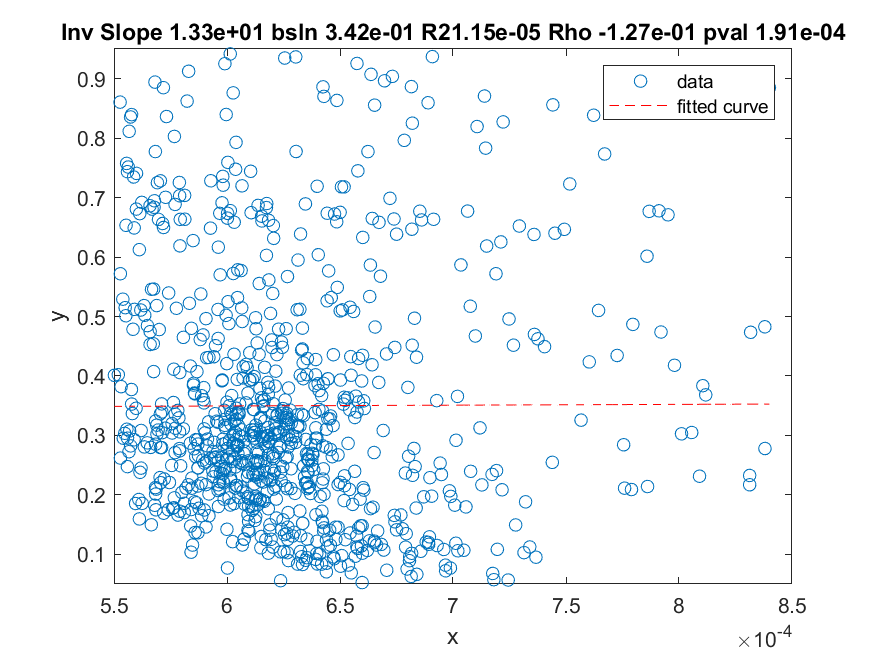 Inv Slope 1.33e+01 bsln 3.42e-01 R21.15e-05 Rho -1.27e-01 pval 1.91e-04
data
fitted curve
0.9
0.8
0.7
0.6
0.5
0.4
0.3
0.2
0.1
y
5.5 6 6.5 7 7.5 8 8.5
x
×10⁻⁴